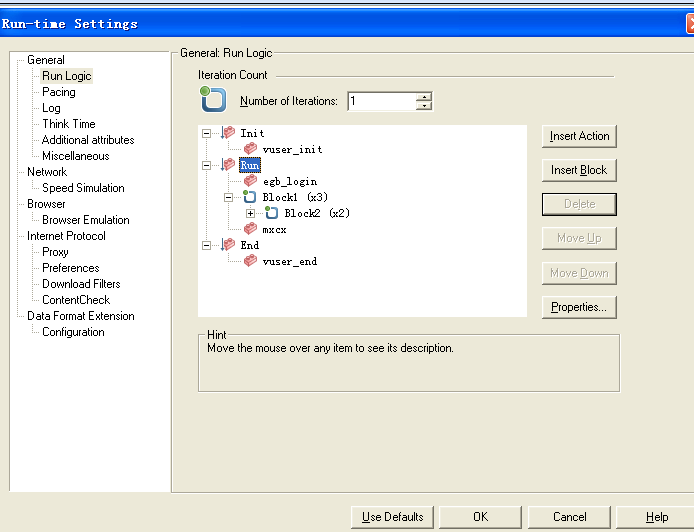 Run-time Settings
General
Run Logic
Pacing
Log
Think Time
Additional attributes
Miscellaneous
Network
Speed Simulation
Browser
Browser Emulation
Internet Protocol
Proxy
Preferences
Download Filters
ContentCheck
Data Format Extension
Configuration
General: Run Logic
Iteration Count
Number of Iterations: 1
Init
vuser_init
Run
egb_login
Block1 (x3)
Block2 (x2)
mxcx
End
vuser_end
Insert Action
Insert Block
Delete
Move Up
Move Down
Properties...
Hint
Move the mouse over any item to see its description.
Use Defaults OK Cancel Help